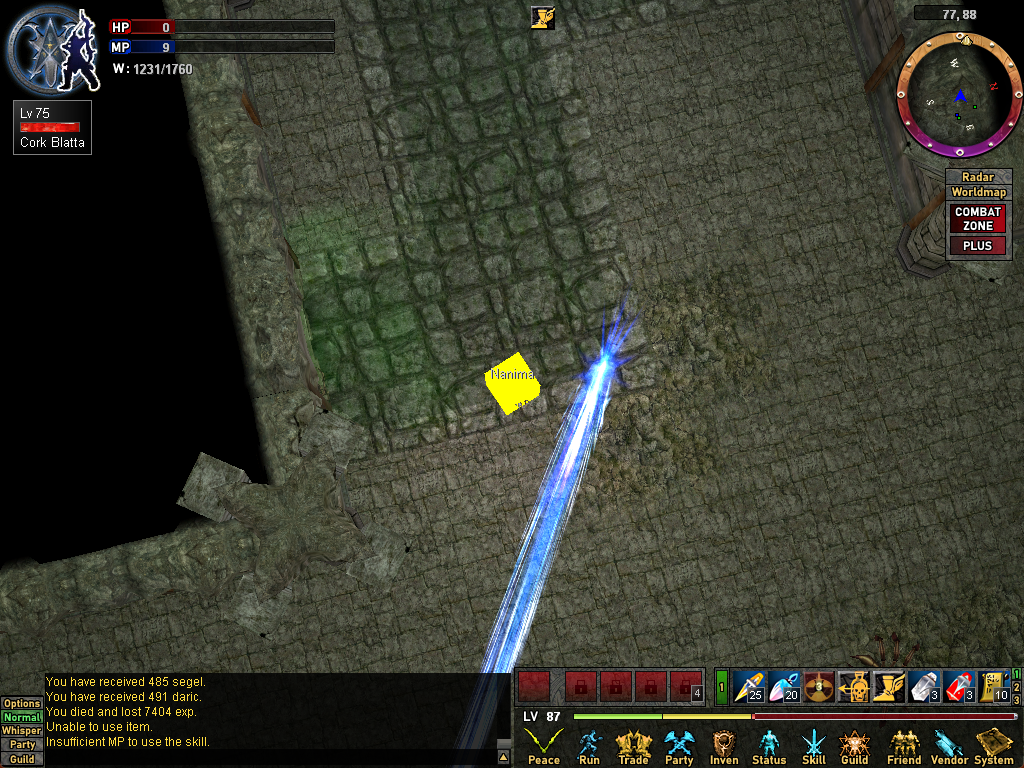 HP 0
MP 9
W: 1231/1760
Lv 75
Cork Blatta
77, 88
W
N
S
E
Radar
Worldmap
COMBAT ZONE
PLUS
Nanima
You have received 485 segel.
You have received 491 daric.
You died and lost 7404 exp.
Unable to use item.
Insufficient MP to use the skill.
Options
Normal
Whisper
Party
Guild
4
1
25
20
3
3
10
1
2
3
LV 87
Peace
Run
Trade
Party
Inven
Status
Skill
Guild
Friend
Vendor
System